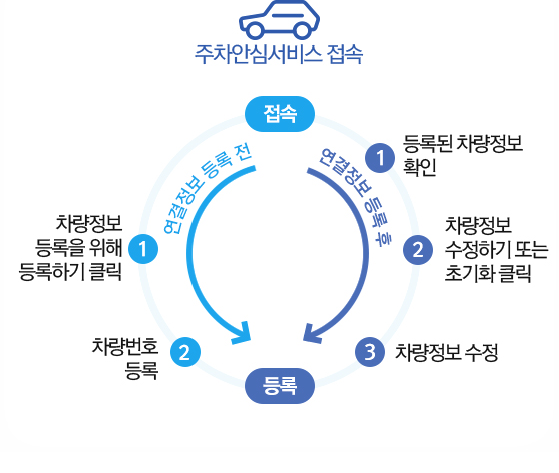 주차안심서비스 접속
접속
연결정보 등록 전
연결정보 등록 후
1
등록된 차량정보
확인
차량정보
등록을 위해
등록하기 클릭
1
2
차량정보
수정하기 또는
초기화 클릭
차량번호
등록
2
3
차량정보 수정
등록